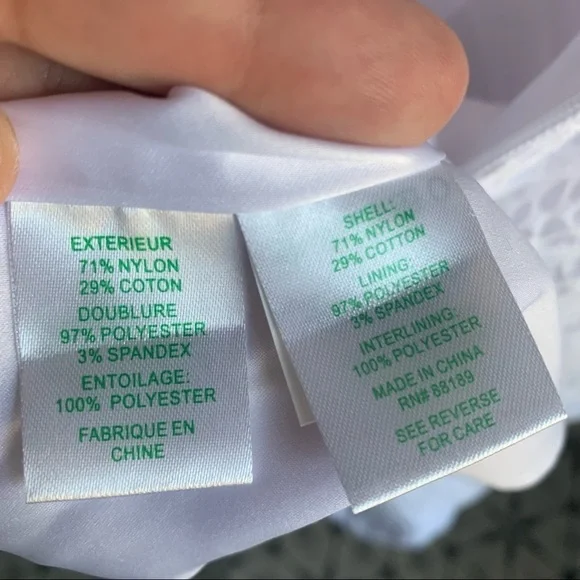 EXTERIEUR
71% NYLON
29% COTON
DOUBLURE
97% POLYESTER
3% SPANDEX
ENTOILAGE:
100% POLYESTER
FABRIQUE EN
CHINE
SHELL:
71% NYLON
29% COTTON
LINING:
97% POLYESTER
3% SPANDEX
INTERLINING:
100% POLYESTER
MADE IN CHINA
RN# 88189
SEE REVERSE
FOR CARE